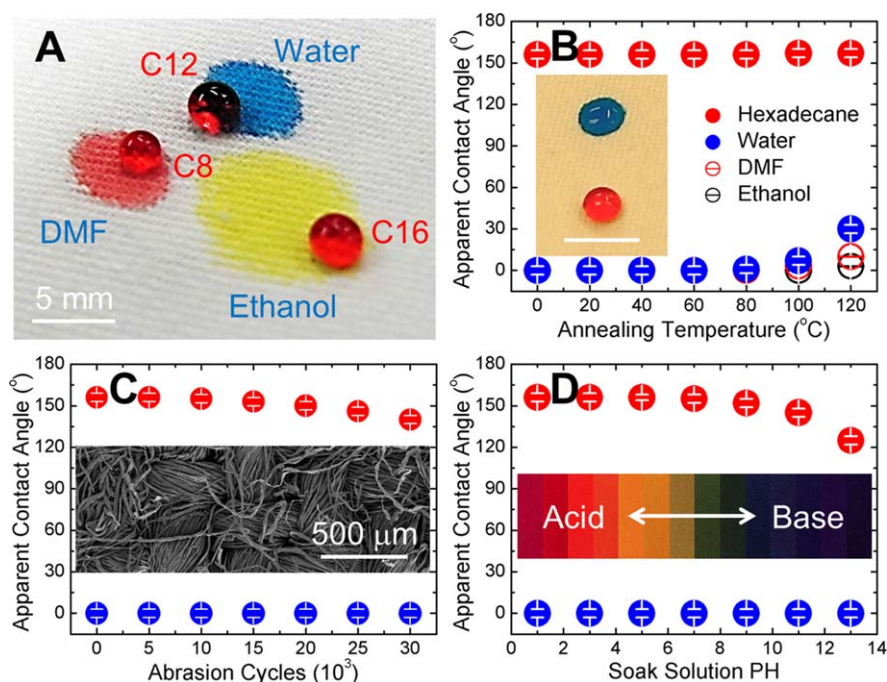 A
C12
Water
C8
DMF
C16
Ethanol
5 mm
B
Apparent Contact Angle (°)
180
150
120
90
60
30
0
Hexadecane
Water
DMF
Ethanol
0 20 40 60 80 100 120
Annealing Temperature (°C)
C
Apparent Contact Angle (°)
180
150
120
90
60
30
0
500 μm
0 5 10 15 20 25 30
Abrasion Cycles (10³)
D
Apparent Contact Angle (°)
180
150
120
90
60
30
0
Acid
Base
0 2 4 6 8 10 12 14
Soak Solution PH